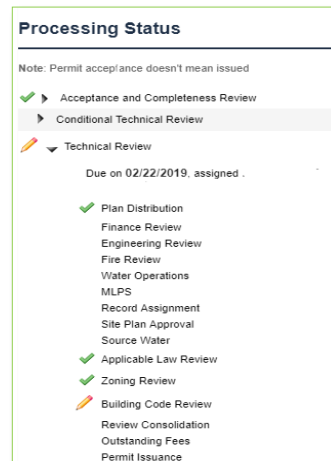 Processing Status
Note: Permit acceptance doesn't mean issued
Acceptance and Completeness Review
Conditional Technical Review
Technical Review
Due on 02/22/2019, assigned .
Plan Distribution
Finance Review
Engineering Review
Fire Review
Water Operations
MLPS
Record Assignment
Site Plan Approval
Source Water
Applicable Law Review
Zoning Review
Building Code Review
Review Consolidation
Outstanding Fees
Permit Issuance